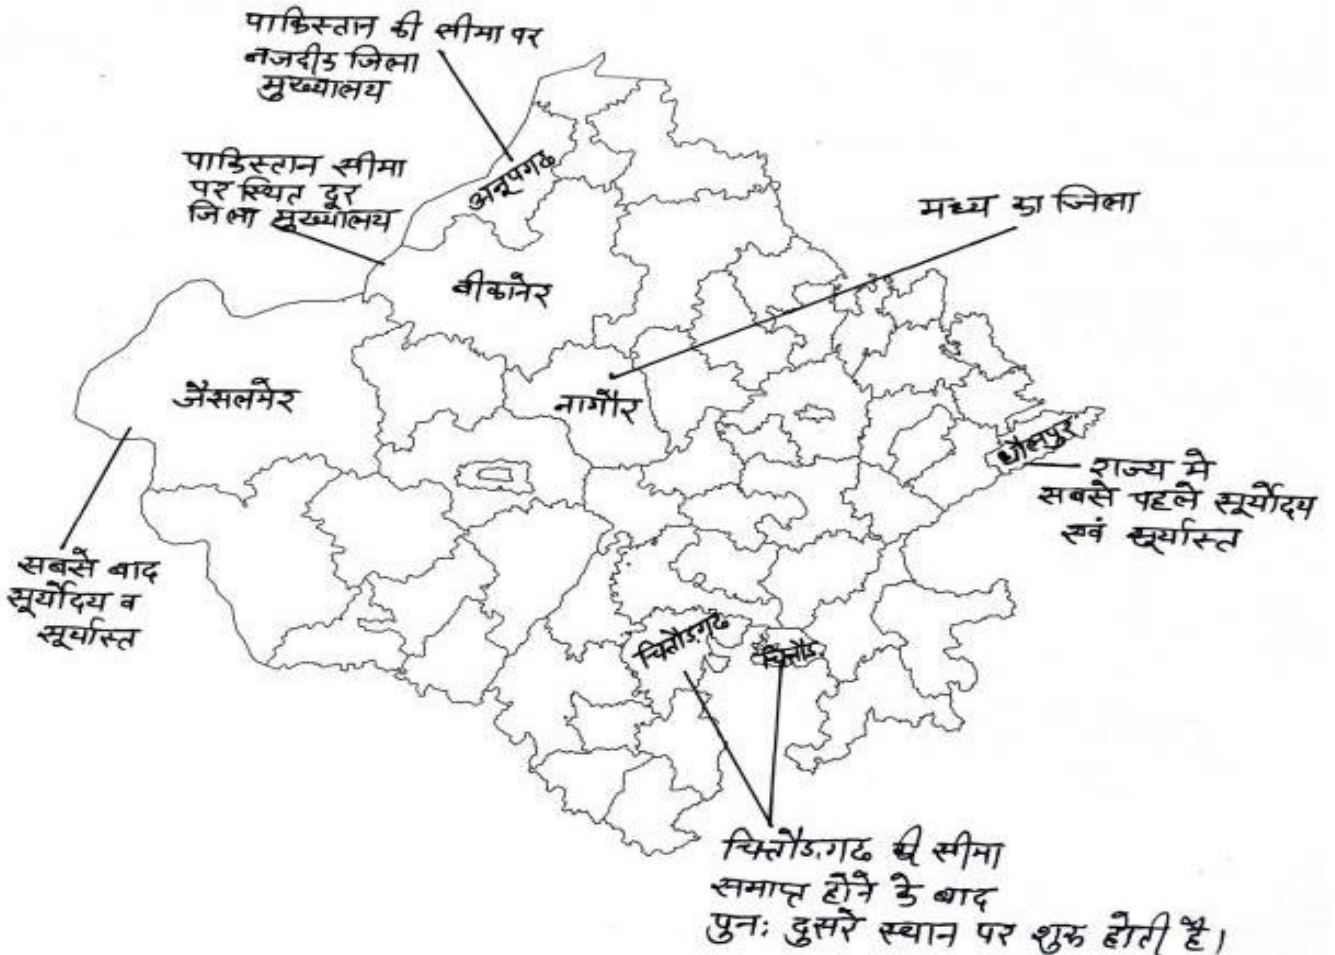 पाकिस्तान की सीमा पर
नजदीक जिला
मुख्यालय
पाकिस्तान सीमा
पर स्थित दूर
जिला मुख्यालय
अनूपगढ
बीकानेर
मध्य का जिला
जैसलमेर
नागौर
धौलपुर
राज्य मे
सबसे पहले सूर्योदय
एवं सूर्यास्त
सबसे बाद
सूर्योदय व
सूर्यास्त
चितौड़गढ
चितौड़
चितौड़गढ की सीमा
समाप्त होने के बाद
पुनः दुसरे स्थान पर शुरू होती है।